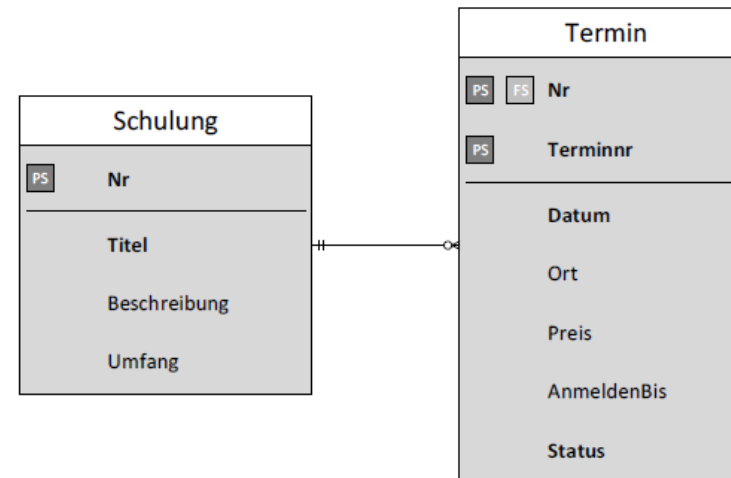 Schulung
PS Nr
Titel
Beschreibung
Umfang
Termin
PS FS Nr
PS Terminnr
Datum
Ort
Preis
AnmeldenBis
Status